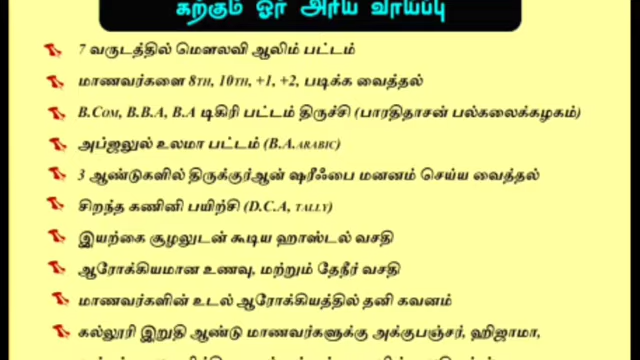 கற்கும் ஓர் அரிய வாய்ப்பு
7 வருடத்தில் மௌலவி ஆலிம் பட்டம்
மாணவர்களை 8TH, 10TH, +1, +2, படிக்க வைத்தல்
B.COM, B.B.A, B.A டிகிரி பட்டம் திருச்சி (பாரதிதாசன் பல்கலைக்கழகம்)
அப்ஜலுல் உலமா பட்டம் (B.A.ARABIC)
3 ஆண்டுகளில் திருக்குர்ஆன் ஷரீஃபை மனனம் செய்ய வைத்தல்
சிறந்த கணினி பயிற்சி (D.C.A, TALLY)
இயற்கை சூழலுடன் கூடிய ஹாஸ்டல் வசதி
ஆரோக்கியமான உணவு, மற்றும் தேநீர் வசதி
மாணவர்களின் உடல் ஆரோக்கியத்தில் தனி கவனம்
கல்லூரி இறுதி ஆண்டு மாணவர்களுக்கு அக்குபஞ்சர், ஹிஜாமா,